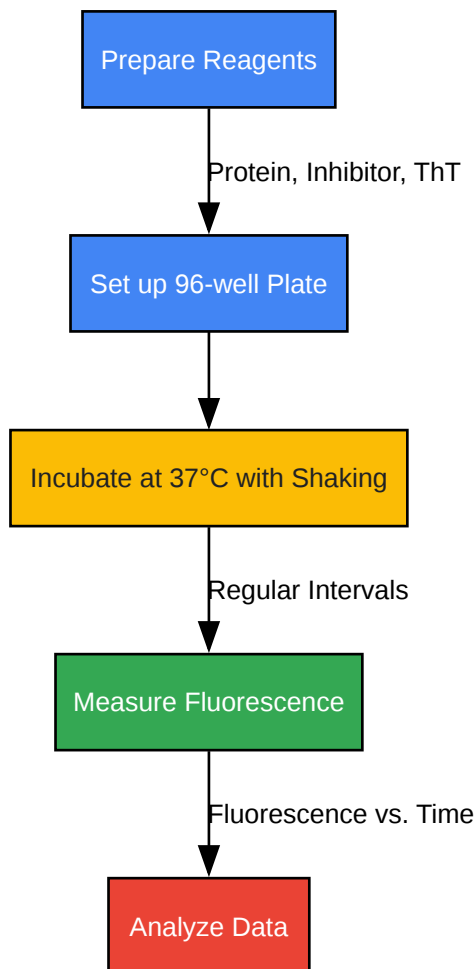 Prepare Reagents
Protein, Inhibitor, ThT
Set up 96-well Plate
Incubate at 37°C with Shaking
Regular Intervals
Measure Fluorescence
Fluorescence vs. Time
Analyze Data